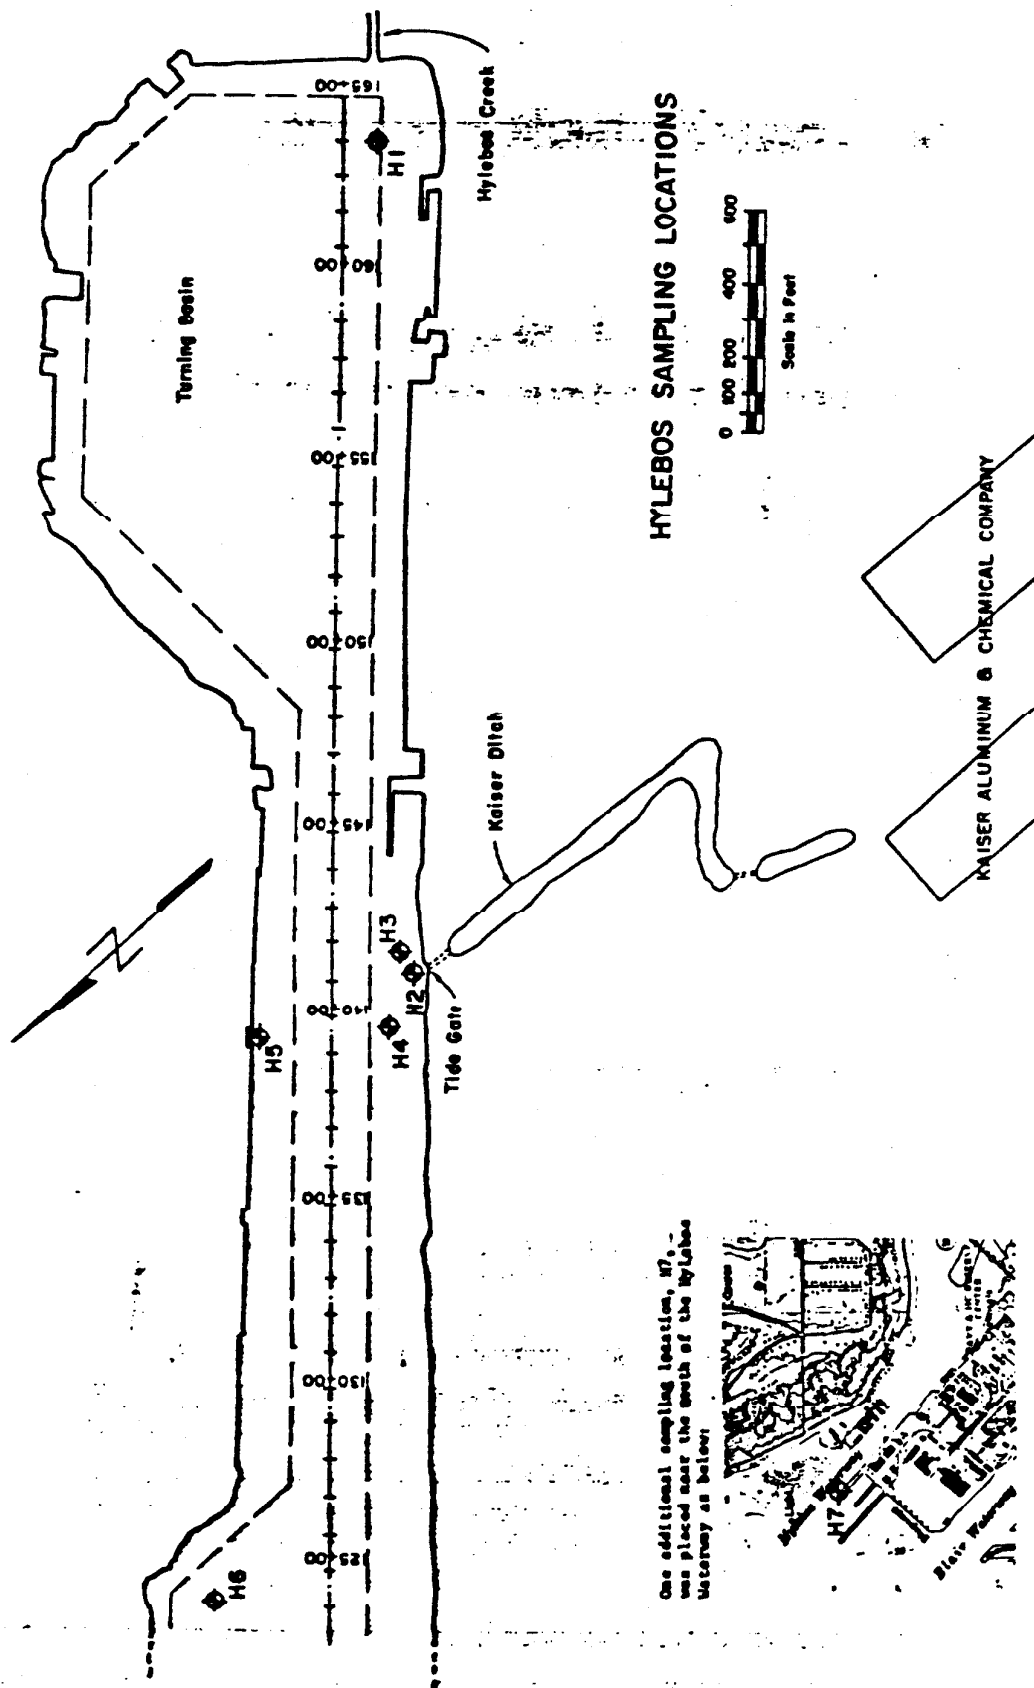 HYLEBOS SAMPLING LOCATIONS
0 100 200 400 600
Scale in Feet
Hylebos Creek
Turning Basin
165+00
160+00
155+00
150+00
145+00
140+00
135+00
130+00
125+00
H1
H3
H2
H4
H5
H6
Kaiser Ditch
Tide Gate
KAISER ALUMINUM & CHEMICAL COMPANY
N
One additional sampling location, H7,
was placed near the mouth of the Hylebos
Waterway as below:
H7
Blair Waterway